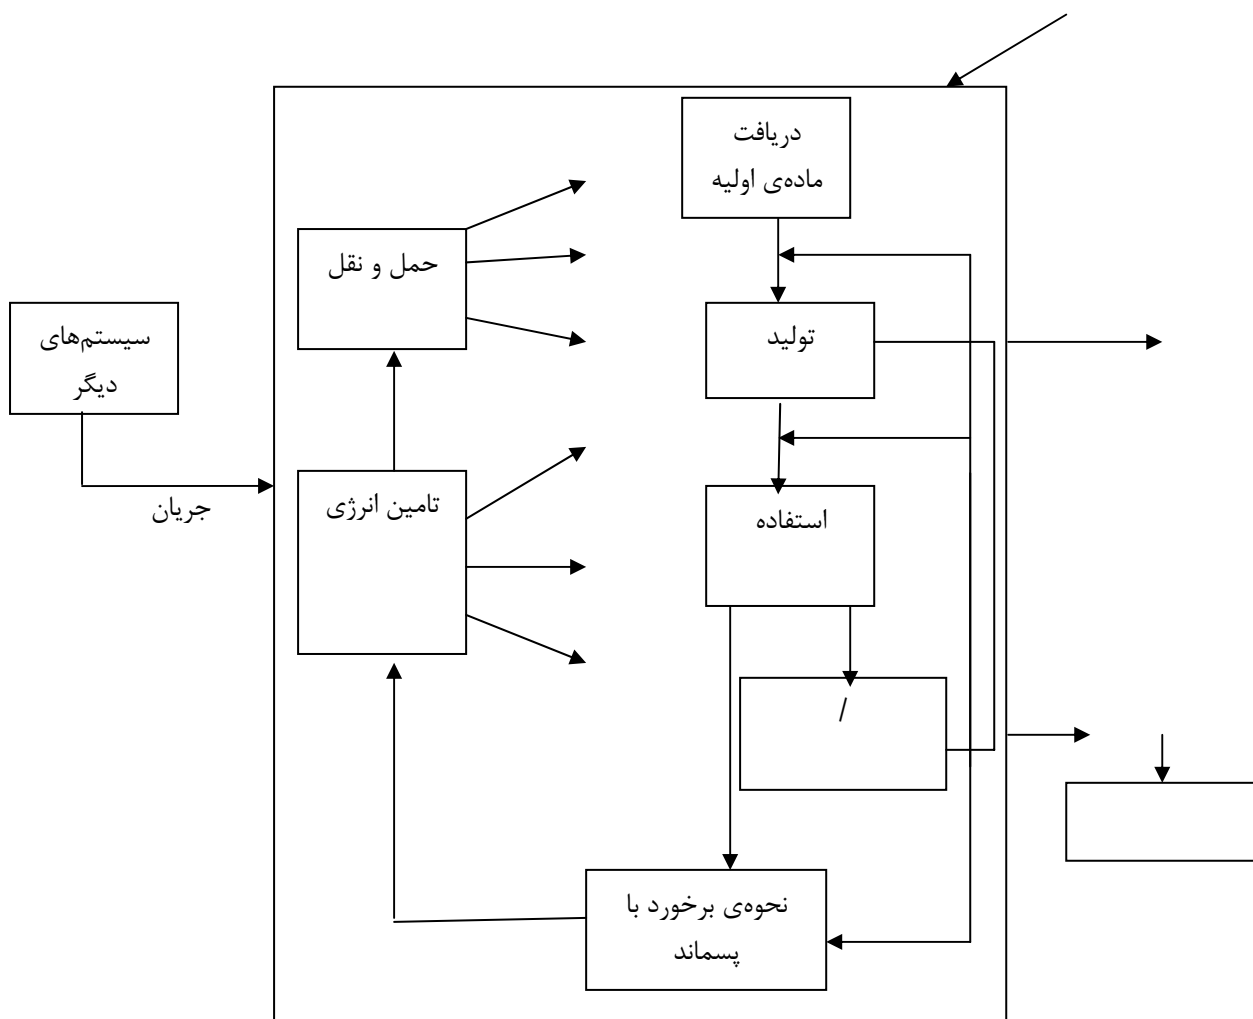 دریافت
ماده‌ی اولیه
حمل و نقل
سیستم‌های
دیگر
تولید
جریان
تامین انرژی
استفاده
/
نحوه‌ی برخورد با
پسماند